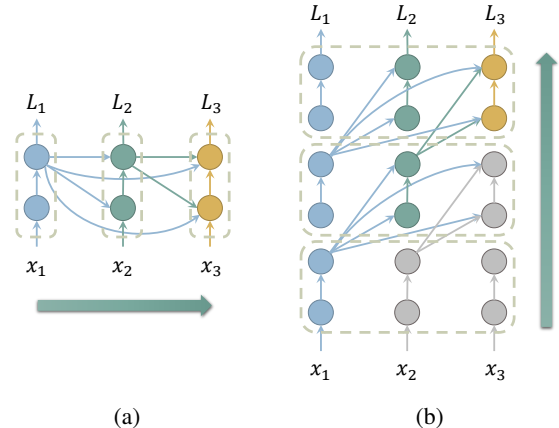 L₁ L₂ L₃
x₁ x₂ x₃
(a)
L₁ L₂ L₃
x₁ x₂ x₃
(b)